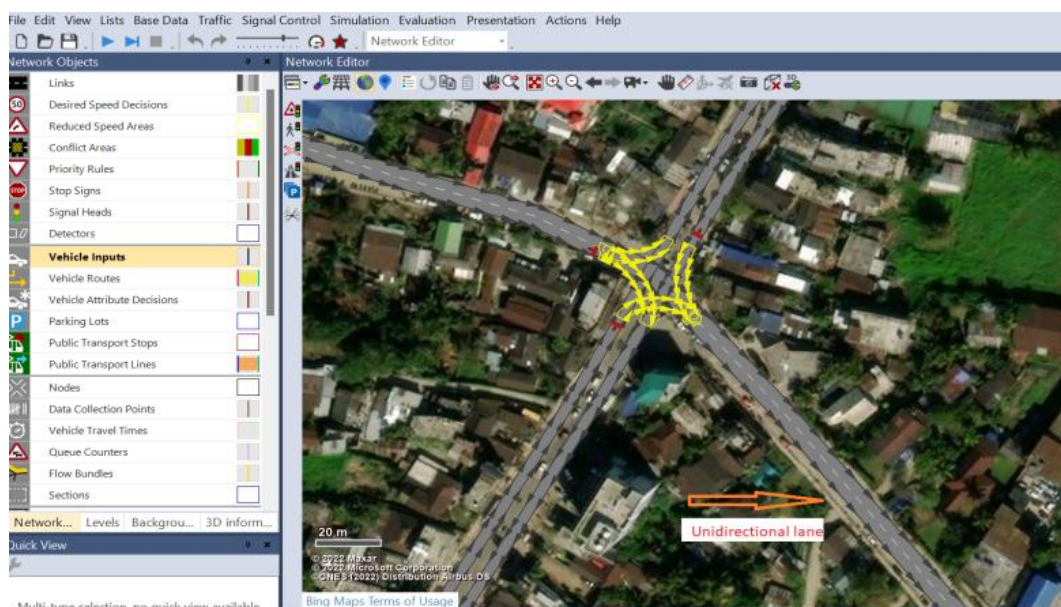 File Edit View Lists Base Data Traffic Signal Control Simulation Evaluation Presentation Actions Help
Network Editor
Network Objects
Network Editor
Links
50
Desired Speed Decisions
Reduced Speed Areas
Conflict Areas
Priority Rules
STOP
Stop Signs
Signal Heads
Detectors
Vehicle Inputs
Vehicle Routes
Vehicle Attribute Decisions
P
Parking Lots
Public Transport Stops
Public Transport Lines
Nodes
Data Collection Points
Vehicle Travel Times
Queue Counters
Flow Bundles
Sections
Network... Levels Backgrou... 3D inform...
Quick View
Multi-type selection, no quick view available
Unidirectional lane
20 m
© 2022 Maxar
© 2022 Microsoft Corporation
©CNES (2022) Distribution Airbus DS
Bing Maps Terms of Usage